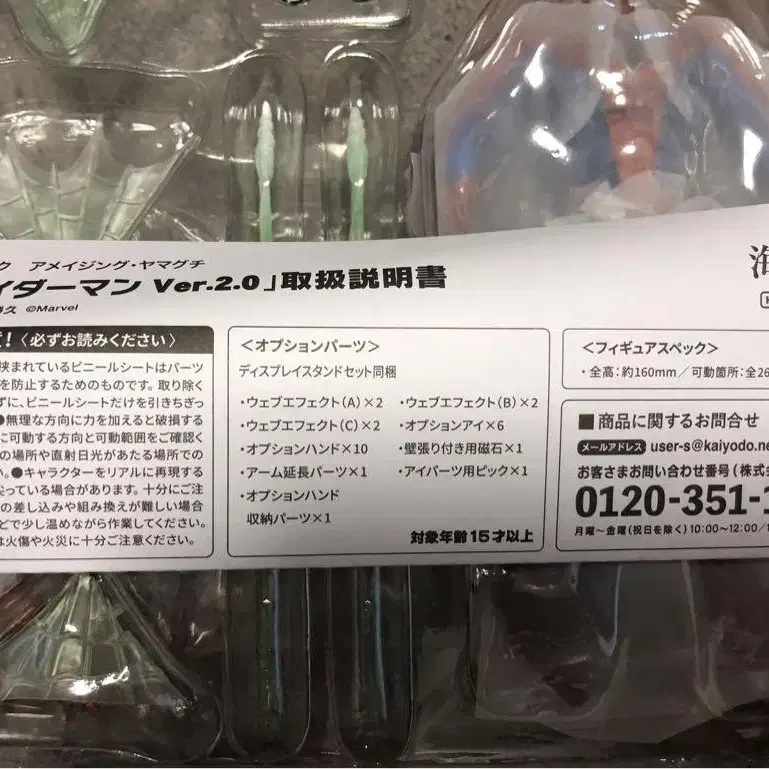 ク アメイジング・ヤマグチ
イダーマン Ver.2.0」取扱説明書
久 ©Marvel
海
！〈必ずお読みください〉
挟まれているビニールシートはパーツ
を防止するためのものです。取り除く
ずに、ビニールシートだけを引きちぎっ
●無理な方向に力を加えると破損する
に可動する方向と可動範囲をご確認く
の場所や直射日光があたる場所での
い。●キャラクターをリアルに再現する
尖っている場合があります。十分にご注
の差し込みや組み換えが難しい場合
どで少し温めながら作業してください。
は火傷や火災に十分ご注意ください。
＜オプションパーツ＞
ディスプレイスタンドセット同梱
・ウェブエフェクト（A）×2
・ウェブエフェクト（C）×2
・オプションハンド×10
・アーム延長パーツ×1
・オプションハンド
収納パーツ×1
・ウェブエフェクト（B）×2
・オプションアイ×6
・壁張り付き用磁石×1
・アイパーツ用ピック×1
対象年齢15才以上
＜フィギュアスペック＞
・全高：約160mm／可動箇所：全26
■商品に関するお問合せ
メールアドレス user-s@kaiyodo.ne
お客さまお問い合わせ番号（株式会
0120-351-1
月曜～金曜（祝日を除く）10:00～12:00／1